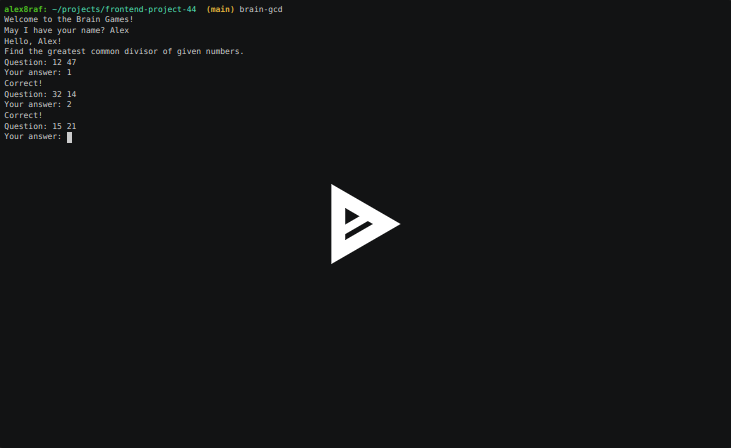 alex8raf: ~/projects/frontend-project-44  (main) brain-gcd
Welcome to the Brain Games!
May I have your name? Alex
Hello, Alex!
Find the greatest common divisor of given numbers.
Question: 12 47
Your answer: 1
Correct!
Question: 32 14
Your answer: 2
Correct!
Question: 15 21
Your answer: